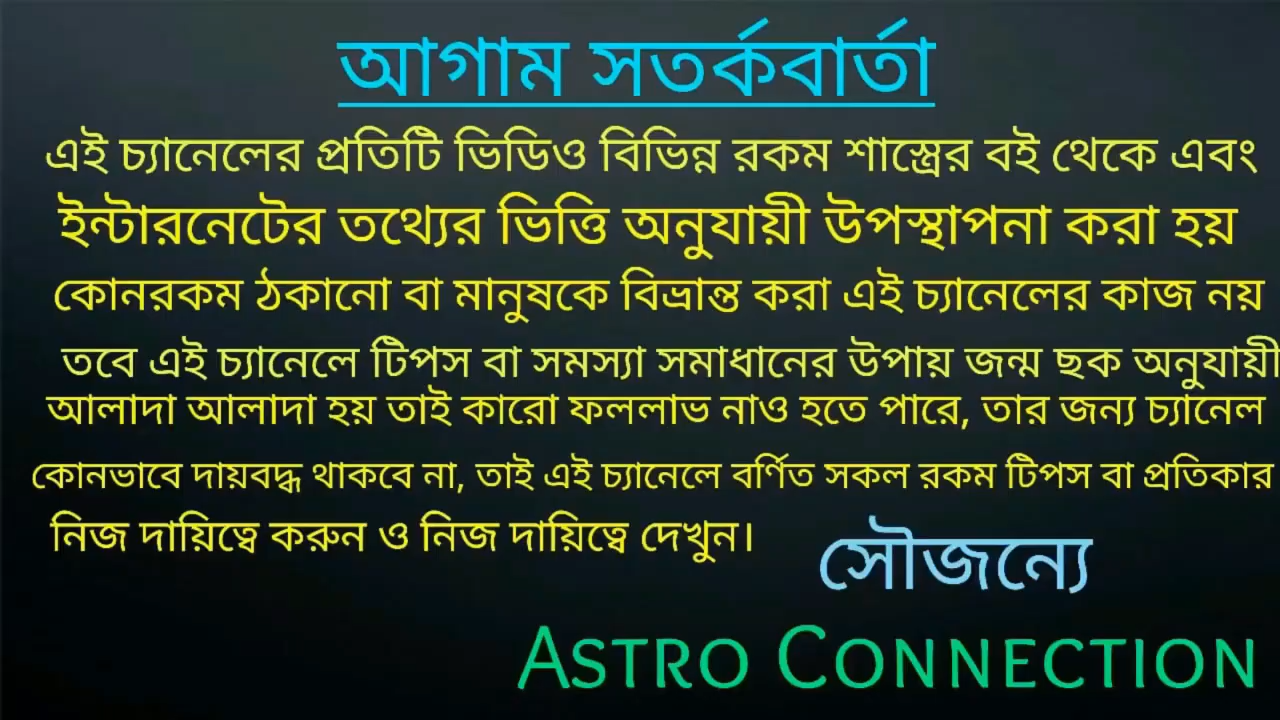 আগাম সতর্কবার্তা
এই চ্যানেলের প্রতিটি ভিডিও বিভিন্ন রকম শাস্ত্রের বই থেকে এবং
ইন্টারনেটের তথ্যের ভিত্তি অনুযায়ী উপস্থাপনা করা হয়
কোনরকম ঠকানো বা মানুষকে বিভ্রান্ত করা এই চ্যানেলের কাজ নয়
তবে এই চ্যানেলে টিপস বা সমস্যা সমাধানের উপায় জন্ম ছক অনুযায়ী
আলাদা আলাদা হয় তাই কারো ফললাভ নাও হতে পারে, তার জন্য চ্যানেল
কোনভাবে দায়বদ্ধ থাকবে না, তাই এই চ্যানেলে বর্ণিত সকল রকম টিপস বা প্রতিকার
নিজ দায়িত্বে করুন ও নিজ দায়িত্বে দেখুন।
সৌজন্যে
ASTRO CONNECTION